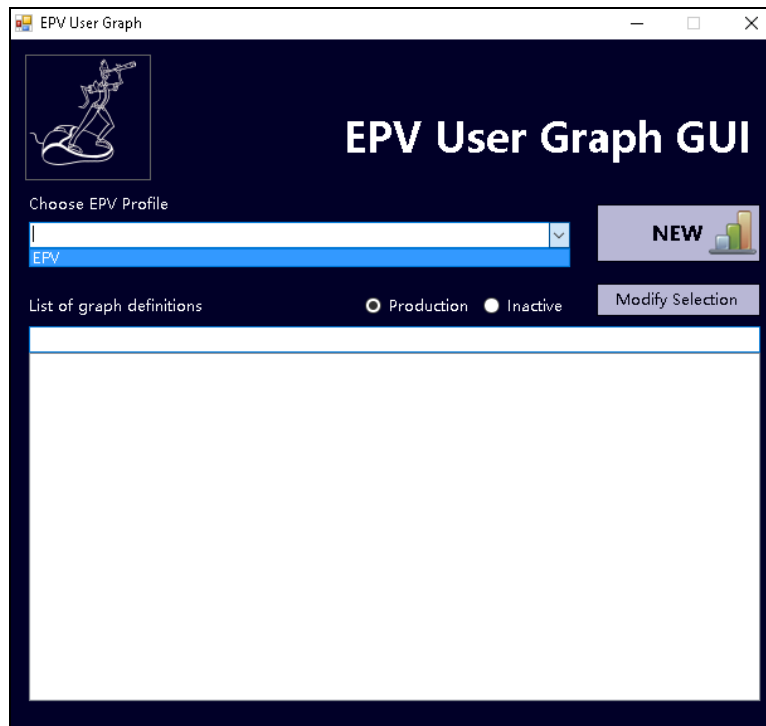 EPV User Graph
EPV User Graph GUI
Choose EPV Profile
NEW
EPV
List of graph definitions
Production
Inactive
Modify Selection